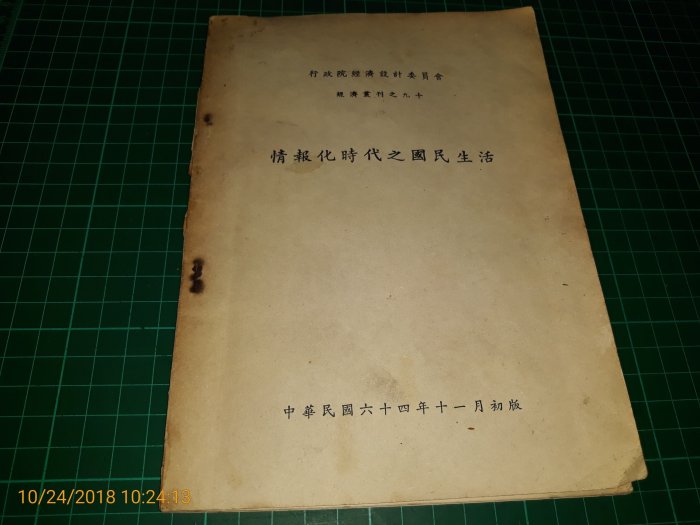 行政院經濟設計委員會
經濟叢刊之九十
情報化時代之國民生活
中華民國六十四年十一月初版
10/24/2018 10:24:13